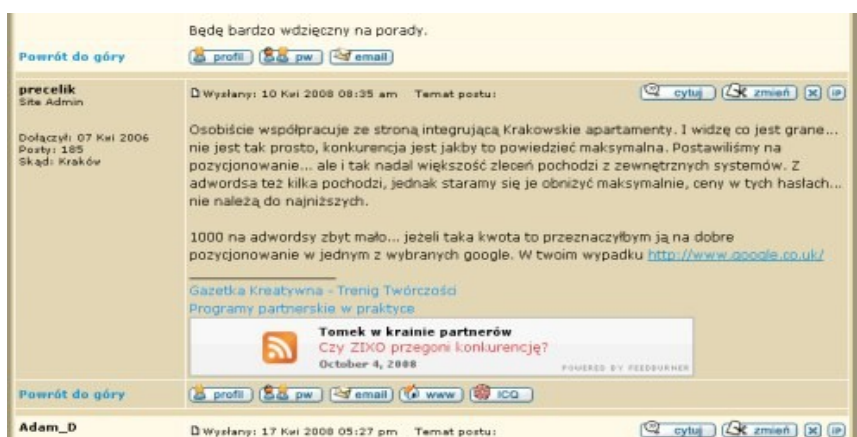 Będę bardzo wdzięczny na porady.
Powrót do góry profil pw email
precelik
Site Admin
Wysłany: 10 Kwi 2008 08:35 am Temat postu:
cytuj zmień x IP
Dołączył: 07 Kwi 2006
Posty: 185
Skąd: Kraków
Osobiście współpracuje ze stroną integrującą Krakowskie apartamenty. I widzę co jest grane...
nie jest tak prosto, konkurencja jest jakby to powiedzieć maksymalna. Postawiliśmy na
pozycjonowanie... ale i tak nadal większość zleceń pochodzi z zewnętrznych systemów. Z
adwordsa też kilka pochodzi, jednak staramy się je obniżyć maksymalnie, ceny w tych hasłach...
nie należą do najniższych.
1000 na adwordsy zbyt mało... jeżeli taka kwota to przeznaczyłbym ją na dobre
pozycjonowanie w jednym z wybranych google. W twoim wypadku http://www.google.co.uk/
Gazetka Kreatywna - Trenig Twórczości
Programy partnerskie w praktyce
Tomek w krainie partnerów
Czy ZIXO przegoni konkurencję?
October 4, 2008
POWERED BY FEEDBURNER
Powrót do góry profil pw email www ICQ
Adam_D
Wysłany: 17 Kwi 2008 05:27 pm Temat postu:
cytuj zmień x IP